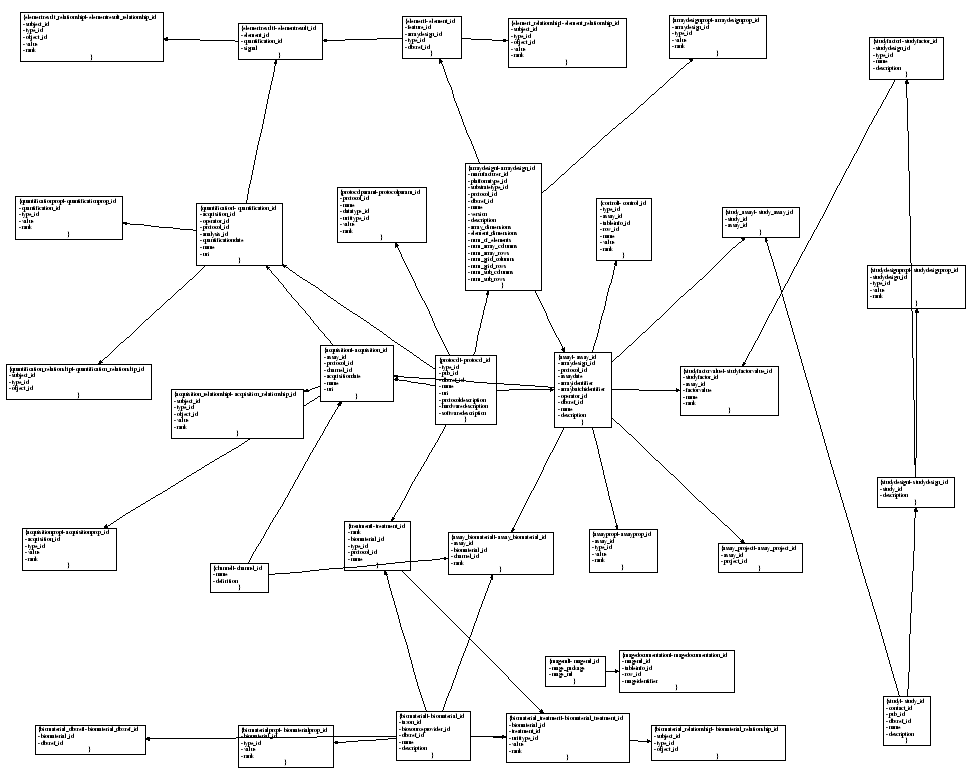 {elementresult_relationship|- elementresult_relationship_id
- subject_id
- type_id
- object_id
- value
- rank
}
{elementresult|- elementresult_id
- element_id
- quantification_id
- signal
}
{element|- element_id
- feature_id
- arraydesign_id
- type_id
- dbxref_id
}
{element_relationship|- element_relationship_id
- subject_id
- type_id
- object_id
- value
- rank
}
{arraydesignprop|- arraydesignprop_id
- arraydesign_id
- type_id
- value
- rank
}
{studyfactor|- studyfactor_id
- studydesign_id
- type_id
- name
- description
}
{quantificationprop|- quantificationprop_id
- quantification_id
- type_id
- value
- rank
}
{quantification|- quantification_id
- acquisition_id
- operator_id
- protocol_id
- analysis_id
- quantificationdate
- name
- uri
}
{protocolparam|- protocolparam_id
- protocol_id
- name
- datatype_id
- unittype_id
- value
- rank
}
{arraydesign|- arraydesign_id
- manufacturer_id
- platformtype_id
- substratetype_id
- protocol_id
- dbxref_id
- name
- version
- description
- array_dimensions
- element_dimensions
- num_of_elements
- num_array_columns
- num_array_rows
- num_grid_columns
- num_grid_rows
- num_sub_columns
- num_sub_rows
}
{control|- control_id
- type_id
- assay_id
- tableinfo_id
- row_id
- name
- value
- rank
}
{study_assay|- study_assay_id
- study_id
- assay_id
}
{studydesignprop|- studydesignprop_id
- studydesign_id
- type_id
- value
- rank
}
{quantification_relationship|- quantification_relationship_id
- subject_id
- type_id
- object_id
}
{acquisition|- acquisition_id
- assay_id
- protocol_id
- channel_id
- acquisitiondate
- name
- uri
}
{acquisition_relationship|- acquisition_relationship_id
- subject_id
- type_id
- object_id
- value
- rank
}
{protocol|- protocol_id
- type_id
- pub_id
- dbxref_id
- name
- uri
- protocoldescription
- hardwaredescription
- softwaredescription
}
{assay|- assay_id
- arraydesign_id
- protocol_id
- assaydate
- arrayidentifier
- arraybatchidentifier
- operator_id
- dbxref_id
- name
- description
}
{studyfactorvalue|- studyfactorvalue_id
- studyfactor_id
- assay_id
- factorvalue
- name
- rank
}
{studydesign|- studydesign_id
- study_id
- description
}
{acquisitionprop|- acquisitionprop_id
- acquisition_id
- type_id
- value
- rank
}
{channel|- channel_id
- name
- definition
}
{treatment|- treatment_id
- rank
- biomaterial_id
- type_id
- protocol_id
- name
}
{assay_biomaterial|- assay_biomaterial_id
- assay_id
- biomaterial_id
- channel_id
- rank
}
{assayprop|- assayprop_id
- assay_id
- type_id
- value
- rank
}
{assay_project|- assay_project_id
- assay_id
- project_id
}
{mageml|- mageml_id
- mage_package
- mage_ml
}
{magedocumentation|- magedocumentation_id
- mageml_id
- tableinfo_id
- row_id
- mageidentifier
}
{study|- study_id
- contact_id
- pub_id
- dbxref_id
- name
- description
}
{biomaterial_dbxref|- biomaterial_dbxref_id
- biomaterial_id
- dbxref_id
}
{biomaterialprop|- biomaterialprop_id
- biomaterial_id
- type_id
- value
- rank
}
{biomaterial|- biomaterial_id
- taxon_id
- biosourceprovider_id
- dbxref_id
- name
- description
}
{biomaterial_treatment|- biomaterial_treatment_id
- biomaterial_id
- treatment_id
- unittype_id
- value
- rank
}
{biomaterial_relationship|- biomaterial_relationship_id
- subject_id
- type_id
- object_id
}